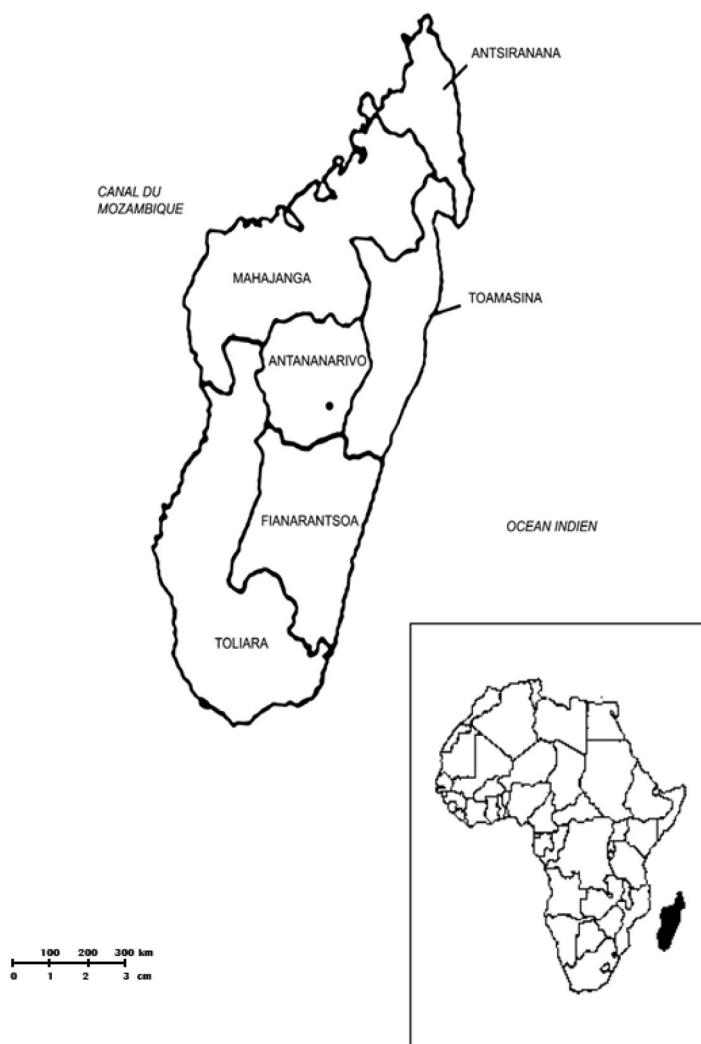 ANTSIRANANA
CANAL DU
MOZAMBIQUE
MAHAJANGA
TOAMASINA
ANTANANARIVO
FIANARANTSOA
OCEAN INDIEN
TOLIARA
100 200 300 km
0 1 2 3 cm